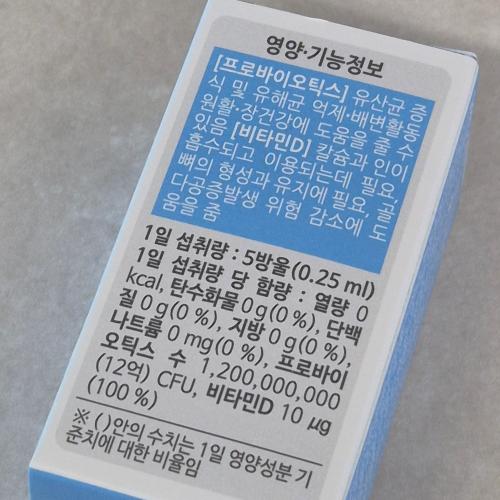 영양·기능정보
[프로바이오틱스] 유산균 증
식 및 유해균 억제·배변활동
원활·장건강에 도움을 줄 수
있음 [비타민D] 칼슘과 인이
흡수되고 이용되는데 필요,
뼈의 형성과 유지에 필요, 골
다공증발생 위험 감소에 도
움을 줌
1일 섭취량 : 5방울(0.25 ml)
1일 섭취량 당 함량 : 열량 0
kcal, 탄수화물 0 g(0 %), 단백
질 0 g(0 %), 지방 0 g(0 %),
나트륨 0 mg(0 %), 프로바이
오틱스 수 1,200,000,000
(12억) CFU, 비타민D 10 μg
(100 %)
※ ( )안의 수치는 1일 영양성분 기
준치에 대한 비율임